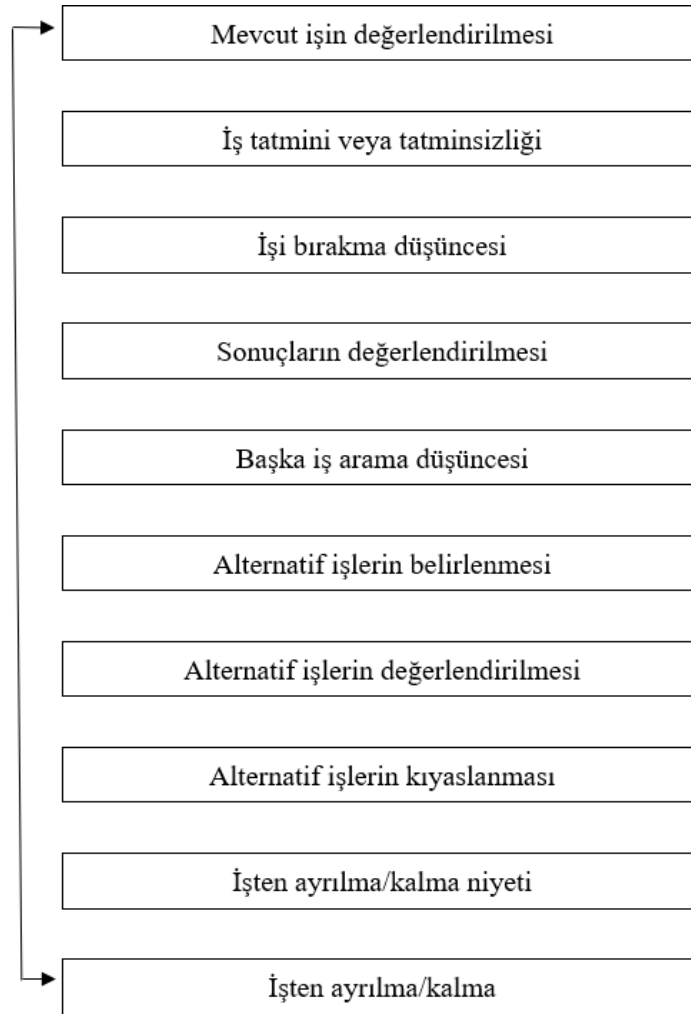 Mevcut işin değerlendirilmesi
İş tatmini veya tatminsizliği
İşi bırakma düşüncesi
Sonuçların değerlendirilmesi
Başka iş arama düşüncesi
Alternatif işlerin belirlenmesi
Alternatif işlerin değerlendirilmesi
Alternatif işlerin kıyaslanması
İşten ayrılma/kalma niyeti
İşten ayrılma/kalma